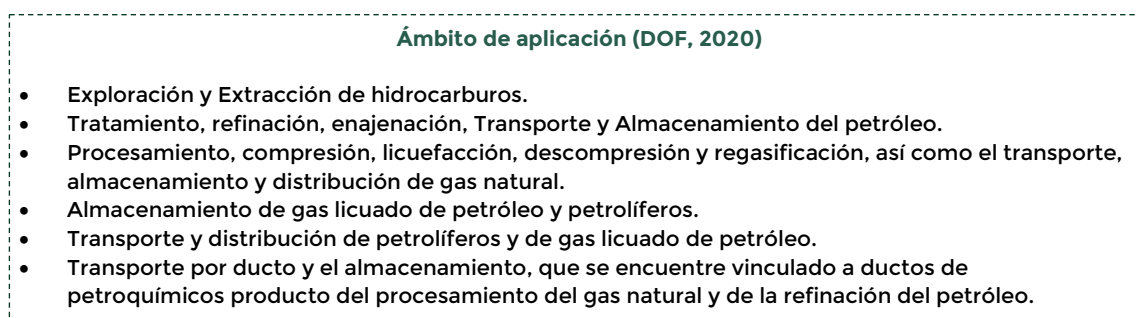 Ámbito de aplicación (DOF, 2020)
• Exploración y Extracción de hidrocarburos.
• Tratamiento, refinación, enajenación, Transporte y Almacenamiento del petróleo.
• Procesamiento, compresión, licuefacción, descompresión y regasificación, así como el transporte,
almacenamiento y distribución de gas natural.
• Almacenamiento de gas licuado de petróleo y petrolíferos.
• Transporte y distribución de petrolíferos y de gas licuado de petróleo.
• Transporte por ducto y el almacenamiento, que se encuentre vinculado a ductos de
petroquímicos producto del procesamiento del gas natural y de la refinación del petróleo.